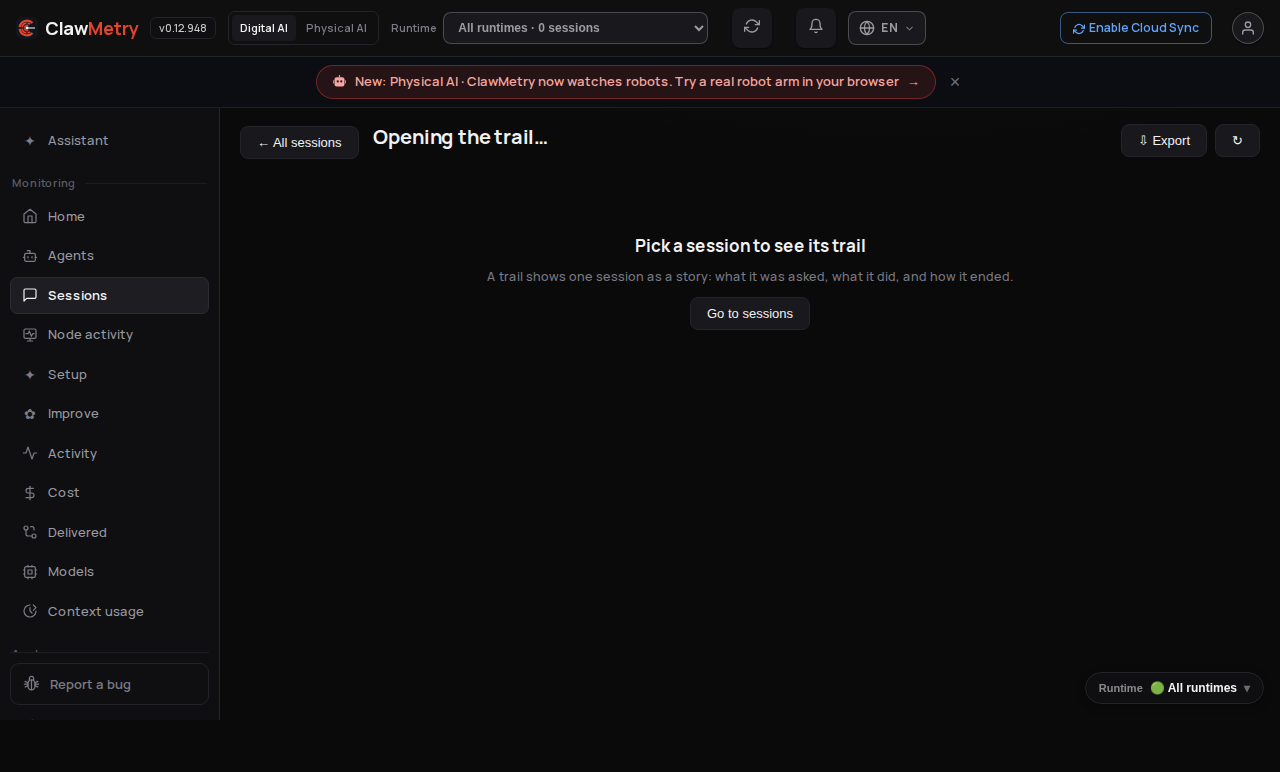 ClawMetry
v0.12.948
Digital AI
Physical AI
Runtime
All runtimes · 0 sessions
EN
Enable Cloud Sync
New: Physical AI · ClawMetry now watches robots. Try a real robot arm in your browser →
×
Assistant
Monitoring
Home
Agents
Sessions
Node activity
Setup
Improve
Activity
Cost
Delivered
Models
Context usage
Report a bug
← All sessions
Opening the trail…
⇩ Export
↻
Pick a session to see its trail
A trail shows one session as a story: what it was asked, what it did, and how it ended.
Go to sessions
Runtime
All runtimes ▾